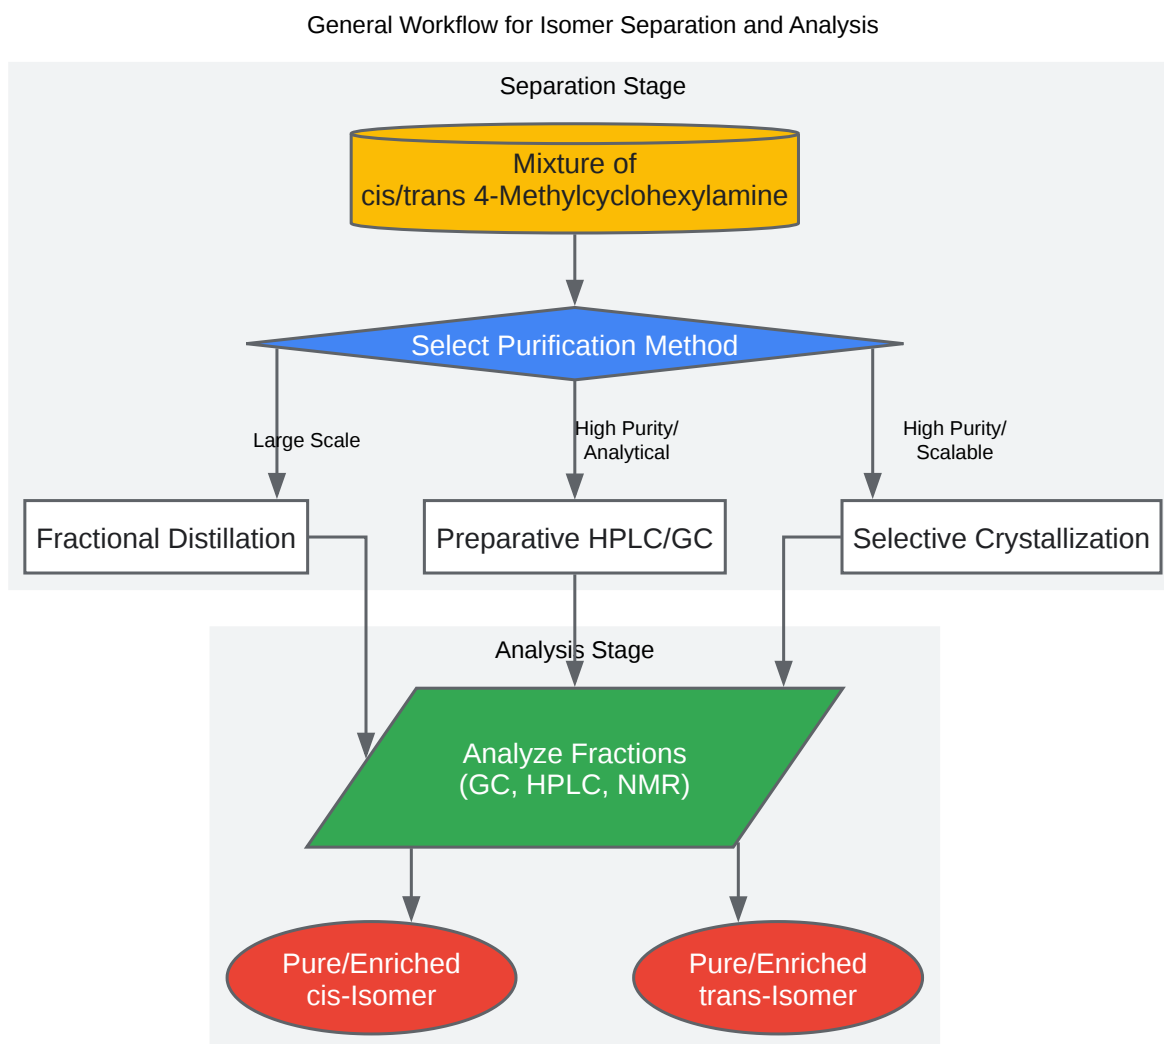 General Workflow for Isomer Separation and Analysis
Separation Stage
Mixture of
cis/trans 4-Methylcyclohexylamine
Select Purification Method
Large Scale
High Purity/
Analytical
High Purity/
Scalable
Fractional Distillation
Preparative HPLC/GC
Selective Crystallization
Analysis Stage
Analyze Fractions
(GC, HPLC, NMR)
Pure/Enriched
cis-Isomer
Pure/Enriched
trans-Isomer